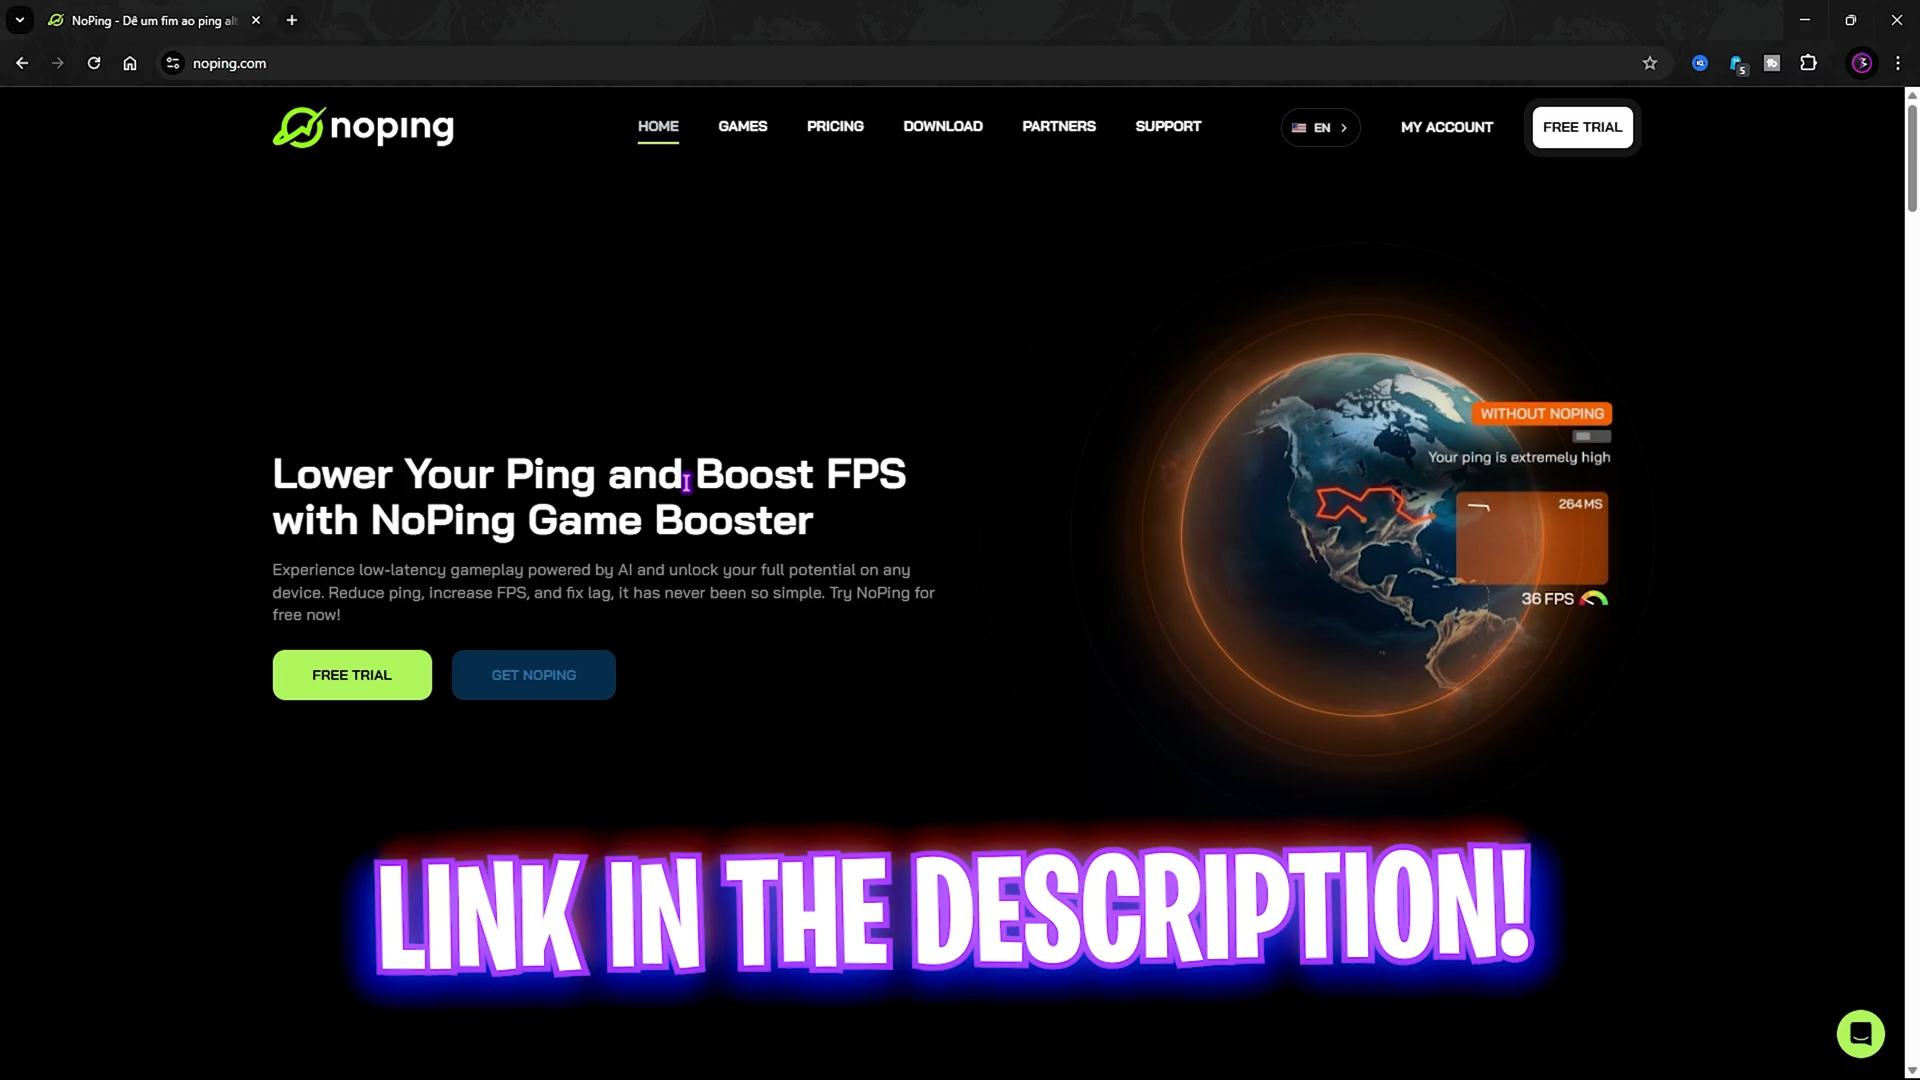 NoPing - Dê um fim ao ping alt
noping.com
5
noping
HOME
GAMES
PRICING
DOWNLOAD
PARTNERS
SUPPORT
EN
MY ACCOUNT
FREE TRIAL
WITHOUT NOPING
Your ping is extremely high
264 MS
36 FPS
Lower Your Ping and Boost FPS
with NoPing Game Booster
Experience low-latency gameplay powered by AI and unlock your full potential on any
device. Reduce ping, increase FPS, and fix lag, it has never been so simple. Try NoPing for
free now!
FREE TRIAL
GET NOPING
LINK IN THE DESCRIPTION!